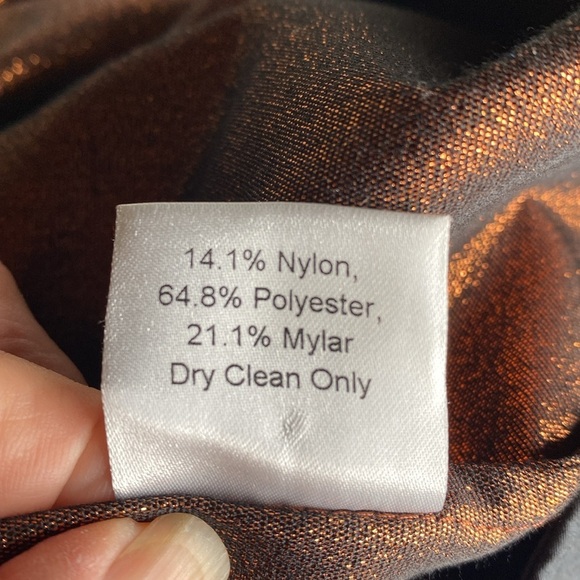 14.1% Nylon,
64.8% Polyester,
21.1% Mylar
Dry Clean Only